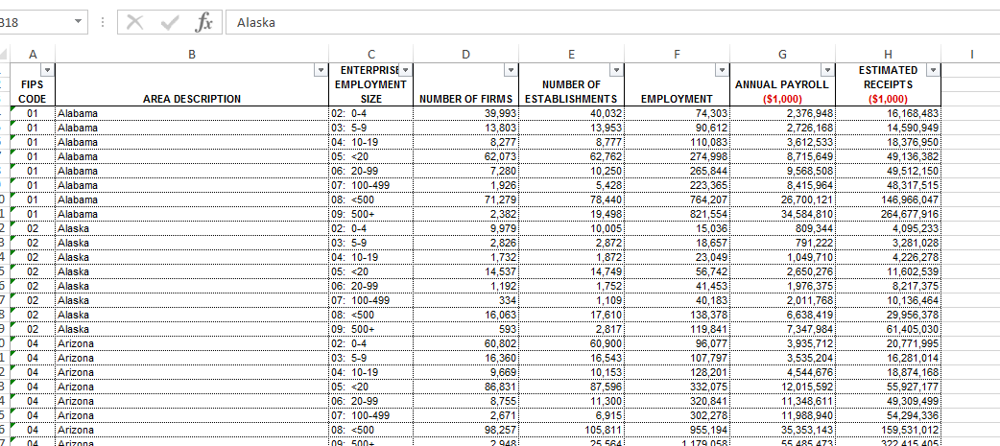 B18 fx Alaska
A B C D E F G H I
FIPS CODE AREA DESCRIPTION ENTERPRISE EMPLOYMENT SIZE NUMBER OF FIRMS NUMBER OF ESTABLISHMENTS EMPLOYMENT ANNUAL PAYROLL ($1,000) ESTIMATED RECEIPTS ($1,000)
01 Alabama 02: 0-4 39,993 40,032 74,303 2,376,948 16,168,483
01 Alabama 03: 5-9 13,803 13,953 90,612 2,726,168 14,590,949
01 Alabama 04: 10-19 8,277 8,777 110,083 3,612,533 18,376,950
01 Alabama 05: <20 62,073 62,762 274,998 8,715,649 49,136,382
01 Alabama 06: 20-99 7,280 10,250 265,844 9,568,508 49,512,150
01 Alabama 07: 100-499 1,926 5,428 223,365 8,415,964 48,317,515
01 Alabama 08: <500 71,279 78,440 764,207 26,700,121 146,966,047
01 Alabama 09: 500+ 2,382 19,498 821,554 34,584,810 264,677,916
02 Alaska 02: 0-4 9,979 10,005 15,036 809,344 4,095,233
02 Alaska 03: 5-9 2,826 2,872 18,657 791,222 3,281,028
02 Alaska 04: 10-19 1,732 1,872 23,049 1,049,710 4,226,278
02 Alaska 05: <20 14,537 14,749 56,742 2,650,276 11,602,539
02 Alaska 06: 20-99 1,192 1,752 41,453 1,976,375 8,217,375
02 Alaska 07: 100-499 334 1,109 40,183 2,011,768 10,136,464
02 Alaska 08: <500 16,063 17,610 138,378 6,638,419 29,956,378
02 Alaska 09: 500+ 593 2,817 119,841 7,347,984 61,405,030
04 Arizona 02: 0-4 60,802 60,900 96,077 3,935,712 20,771,995
04 Arizona 03: 5-9 16,360 16,543 107,797 3,535,204 16,281,014
04 Arizona 04: 10-19 9,669 10,153 128,201 4,544,676 18,874,168
04 Arizona 05: <20 86,831 87,596 332,075 12,015,592 55,927,177
04 Arizona 06: 20-99 8,755 11,300 320,841 11,348,611 49,309,499
04 Arizona 07: 100-499 2,671 6,915 302,278 11,988,940 54,294,336
04 Arizona 08: <500 98,257 105,811 955,194 35,353,143 159,531,012
04 Arizona 09: 500+ 2,948 25,564 1,179,058 55,485,473 322,415,405